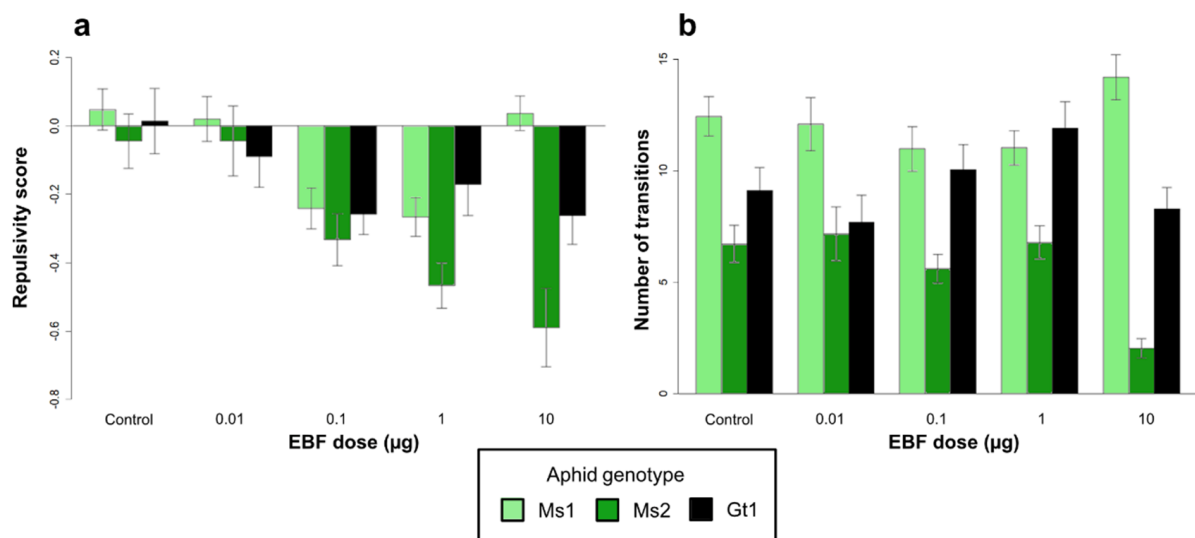 a
b
Repulsivity score
0.2
0.0
-0.2
-0.4
-0.6
-0.8
Control 0.01 0.1 1 10
EBF dose (µg)
Number of transitions
15
10
5
0
Control 0.01 0.1 1 10
EBF dose (µg)
Aphid genotype
Ms1 Ms2 Gt1